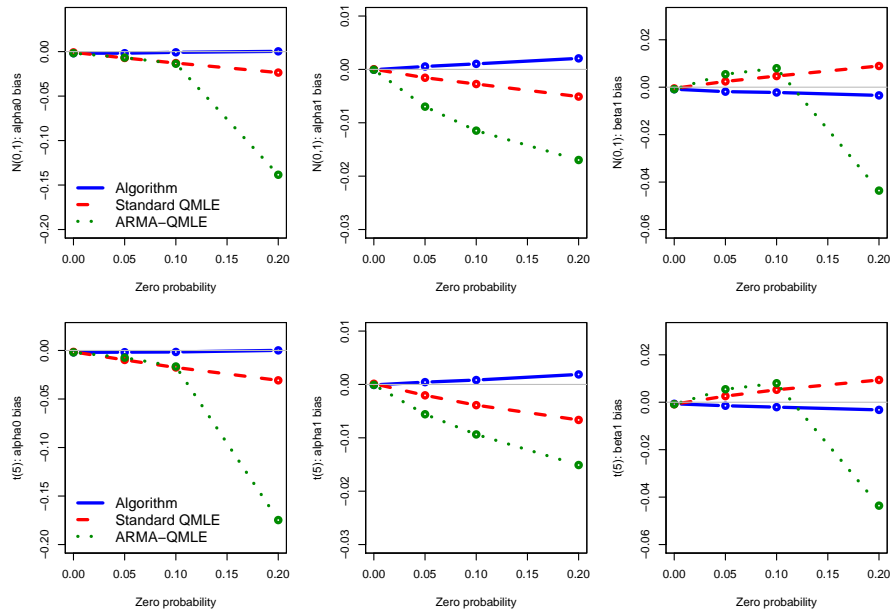 N(0,1): alpha0 bias
0.00
−0.05
−0.10
−0.15
−0.20
Algorithm
Standard QMLE
ARMA−QMLE
0.00 0.05 0.10 0.15 0.20
Zero probability
N(0,1): alpha1 bias
0.01
0.00
−0.01
−0.02
−0.03
0.00 0.05 0.10 0.15 0.20
Zero probability
N(0,1): beta1 bias
0.02
0.00
−0.02
−0.04
−0.06
0.00 0.05 0.10 0.15 0.20
Zero probability
t(5): alpha0 bias
0.00
−0.05
−0.10
−0.15
−0.20
Algorithm
Standard QMLE
ARMA−QMLE
0.00 0.05 0.10 0.15 0.20
Zero probability
t(5): alpha1 bias
0.01
0.00
−0.01
−0.02
−0.03
0.00 0.05 0.10 0.15 0.20
Zero probability
t(5): beta1 bias
0.02
0.00
−0.02
−0.04
−0.06
0.00 0.05 0.10 0.15 0.20
Zero probability